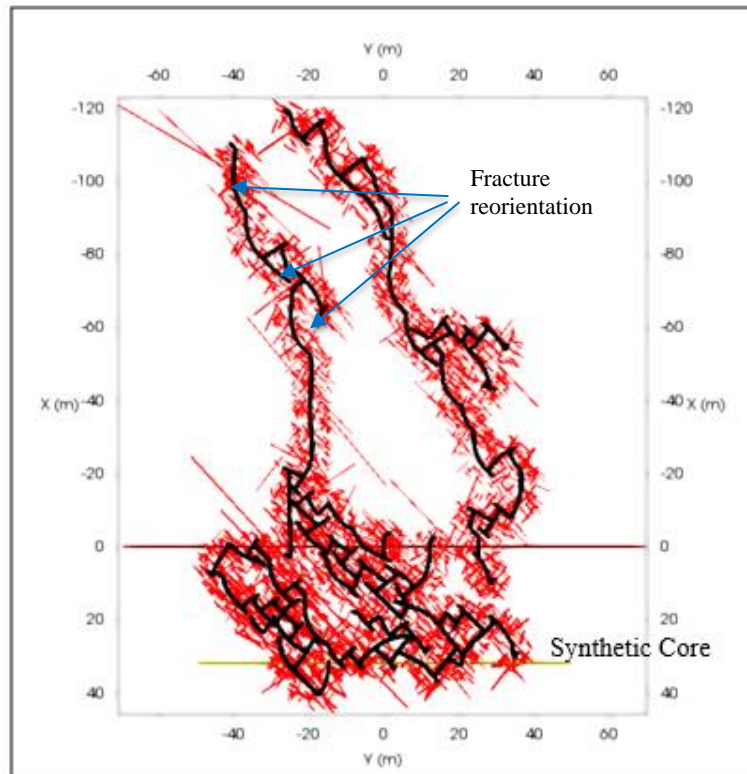 Y (m)
-60 -40 -20 0 20 40 60
-120 -120
-100 -100
Fracture
reorientation
-80 -80
-60 -60
X (m) -40 -40 X (m)
-20 -20
0 0
20 20
Synthetic Core
40 40
-60 -40 -20 0 20 40 60
Y (m)